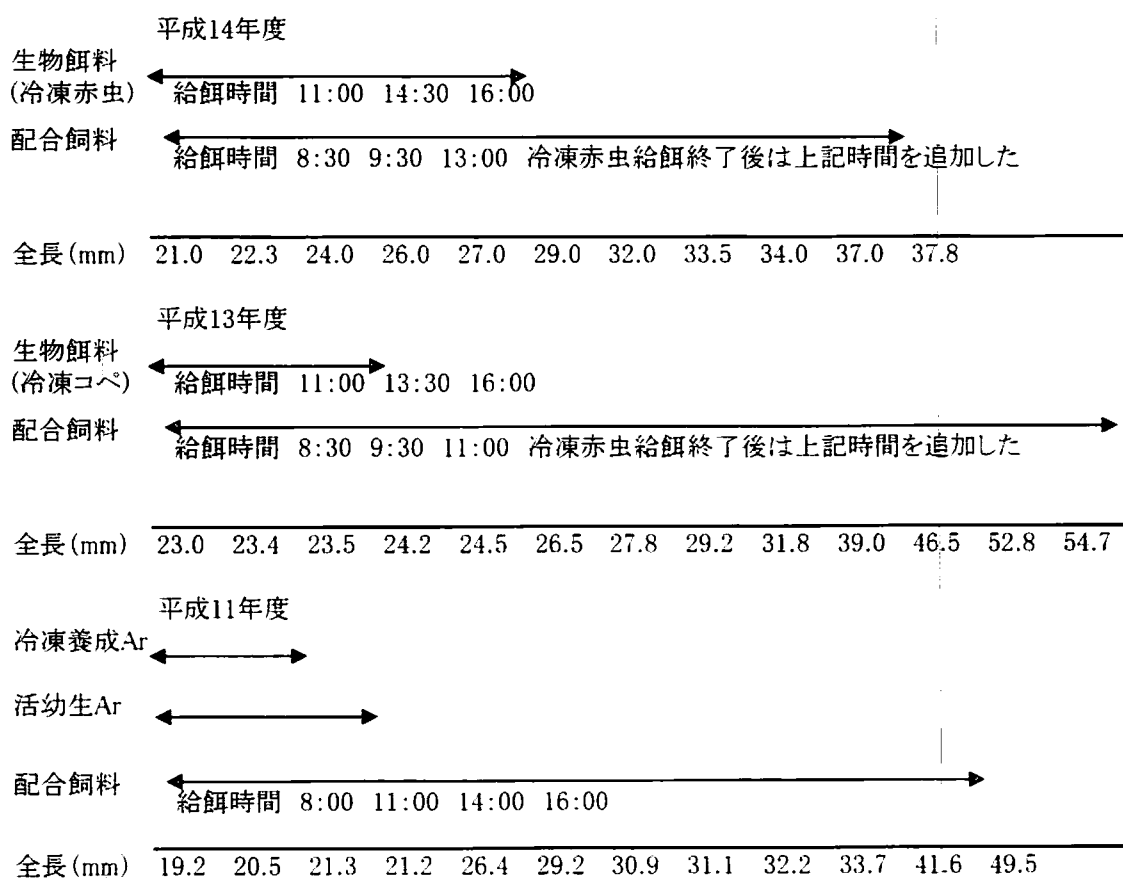 平成14年度
生物餌料
(冷凍赤虫) 給餌時間 11:00 14:30 16:00
配合飼料
給餌時間 8:30 9:30 13:00 冷凍赤虫給餌終了後は上記時間を追加した
全長(mm) 21.0 22.3 24.0 26.0 27.0 29.0 32.0 33.5 34.0 37.0 37.8
平成13年度
生物餌料
(冷凍コペ) 給餌時間 11:00 13:30 16:00
配合飼料
給餌時間 8:30 9:30 11:00 冷凍赤虫給餌終了後は上記時間を追加した
全長(mm) 23.0 23.4 23.5 24.2 24.5 26.5 27.8 29.2 31.8 39.0 46.5 52.8 54.7
平成11年度
冷凍養成Ar
活幼生Ar
配合飼料
給餌時間 8:00 11:00 14:00 16:00
全長(mm) 19.2 20.5 21.3 21.2 26.4 29.2 30.9 31.1 32.2 33.7 41.6 49.5